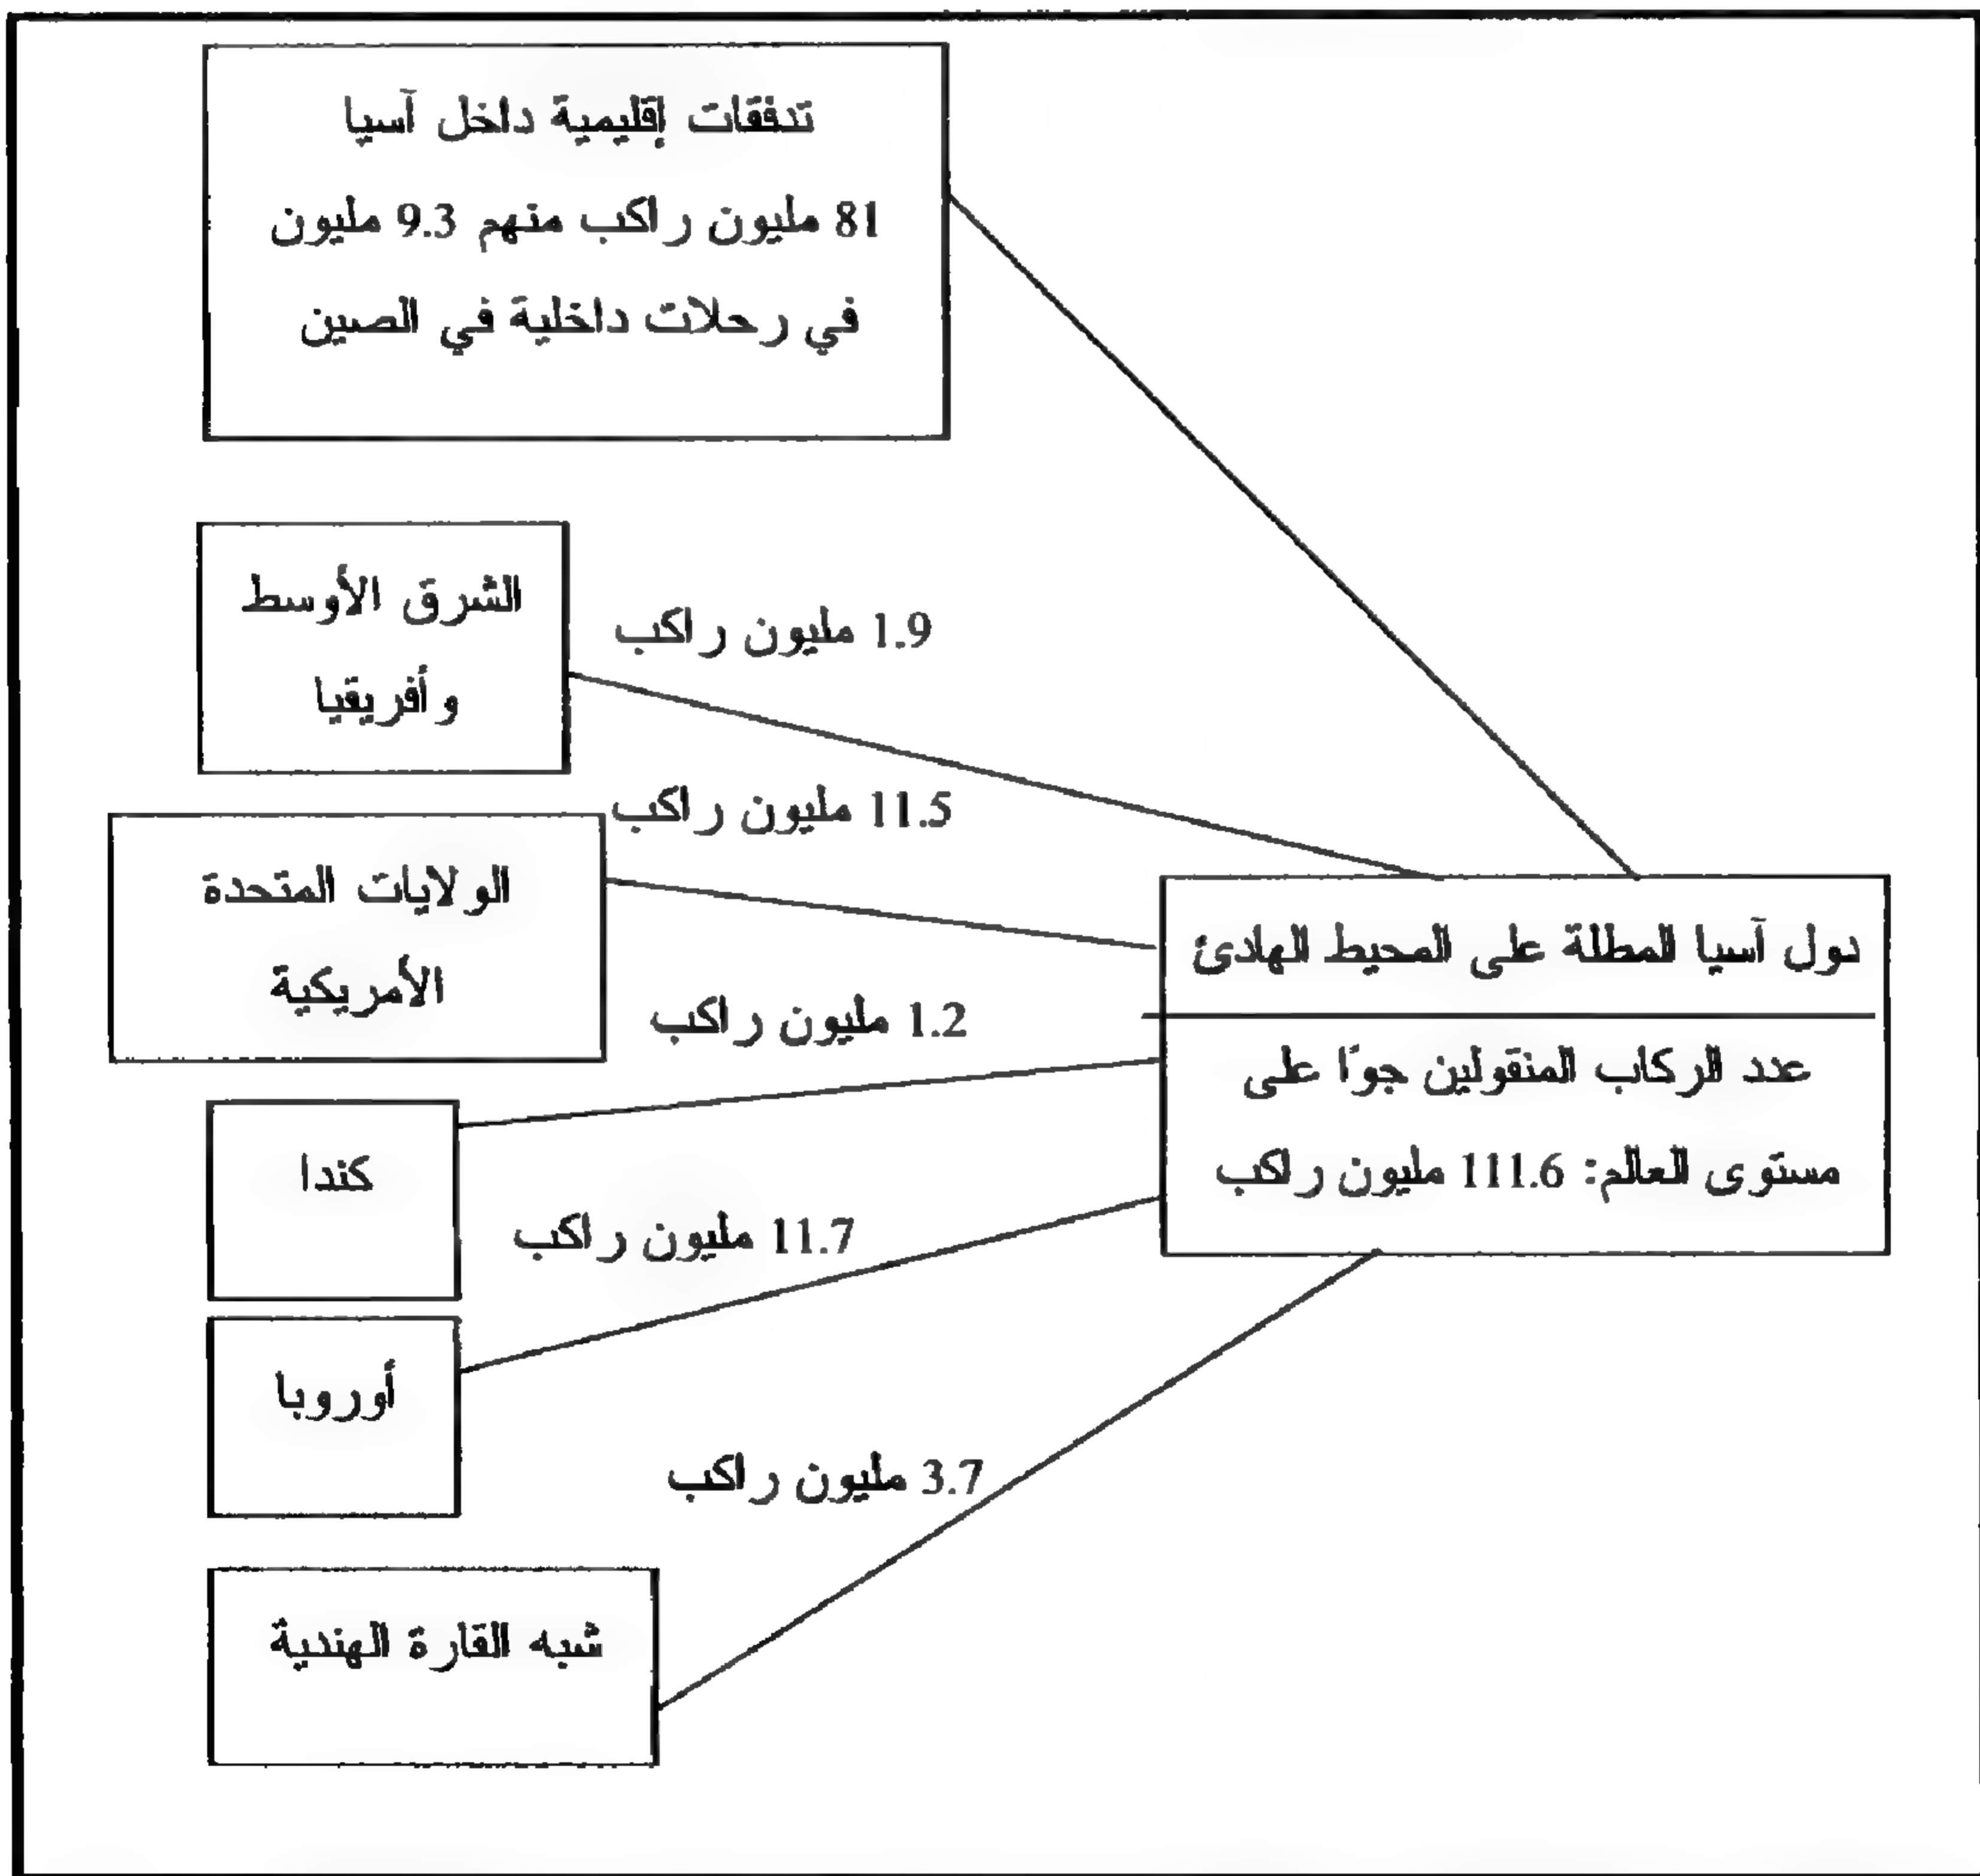 تدفقات إقليمية داخل آسيا
81 مليون راكب منهم 9.3 مليون
في رحلات داخلية في الصين
الشرق الأوسط
وأفريقيا
1.9 مليون راكب
11.5 مليون راكب
الولايات المتحدة
الأمريكية
1.2 مليون راكب
دول آسيا المطلة على المحيط الهادئ
عدد الركاب المنقولين جوًا على
مستوى العالم: 111.6 مليون راكب
كندا
11.7 مليون راكب
أوروبا
3.7 مليون راكب
شبه القارة الهندية